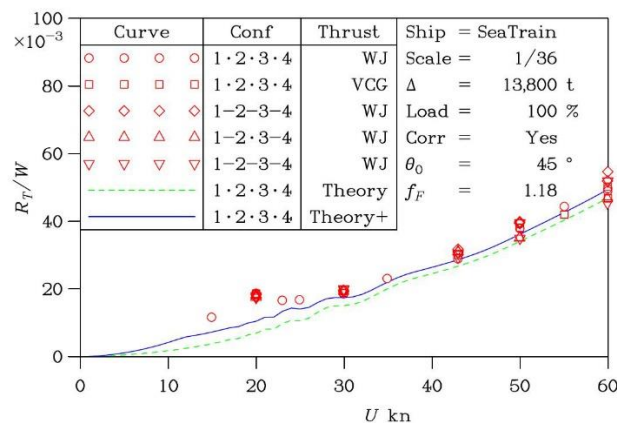 100
×10⁻³
80
60
40
20
0
R_T/W
Curve Conf Thrust Ship = SeaTrain
1·2·3·4 WJ Scale = 1/36
1·2·3·4 VCG Δ = 13,800 t
1-2-3-4 WJ Load = 100 %
1·2·3·4 WJ Corr = Yes
1-2-3-4 WJ θ₀ = 45 °
1·2·3·4 Theory f_F = 1.18
1·2·3·4 Theory+
0 10 20 30 40 50 60
U kn